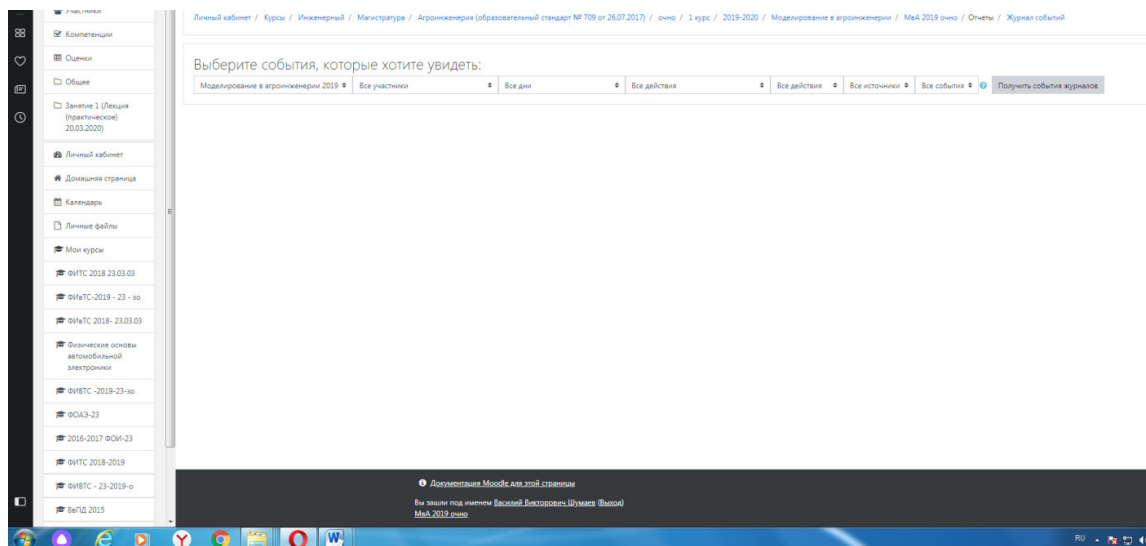 Участники
Компетенции
Оценки
Общее
Занятие 1 (Лекция
(практическое)
20.03.2020)
Личный кабинет
Домашняя страница
Календарь
Личные файлы
Мои курсы
ФИТС 2018 23.03.03
ФИвТС-2019 - 23 - зо
ФИвТС 2018- 23.03.03
Физические основы
автомобильной
электроники
ФИВТС -2019-23-зо
ФОАЭ-23
2016-2017 ФОИ-23
ФИТС 2018-2019
ФИВТС - 23-2019-о
ВвПД 2015
Личный кабинет / Курсы / Инженерный / Магистратура / Агроинженерия (образовательный стандарт № 709 от 26.07.2017) / очно / 1 курс / 2019-2020 / Моделирование в агроинженерии / МвА 2019 очно / Отчеты / Журнал событий
Выберите события, которые хотите увидеть:
Моделирование в агроинженерии 2019 Все участники Все дни Все действия Все действия Все источники Все события Получить события журналов
Документация Moodle для этой страницы
Вы зашли под именем Василий Викторович Шумаев (Выход)
МвА 2019 очно
RU